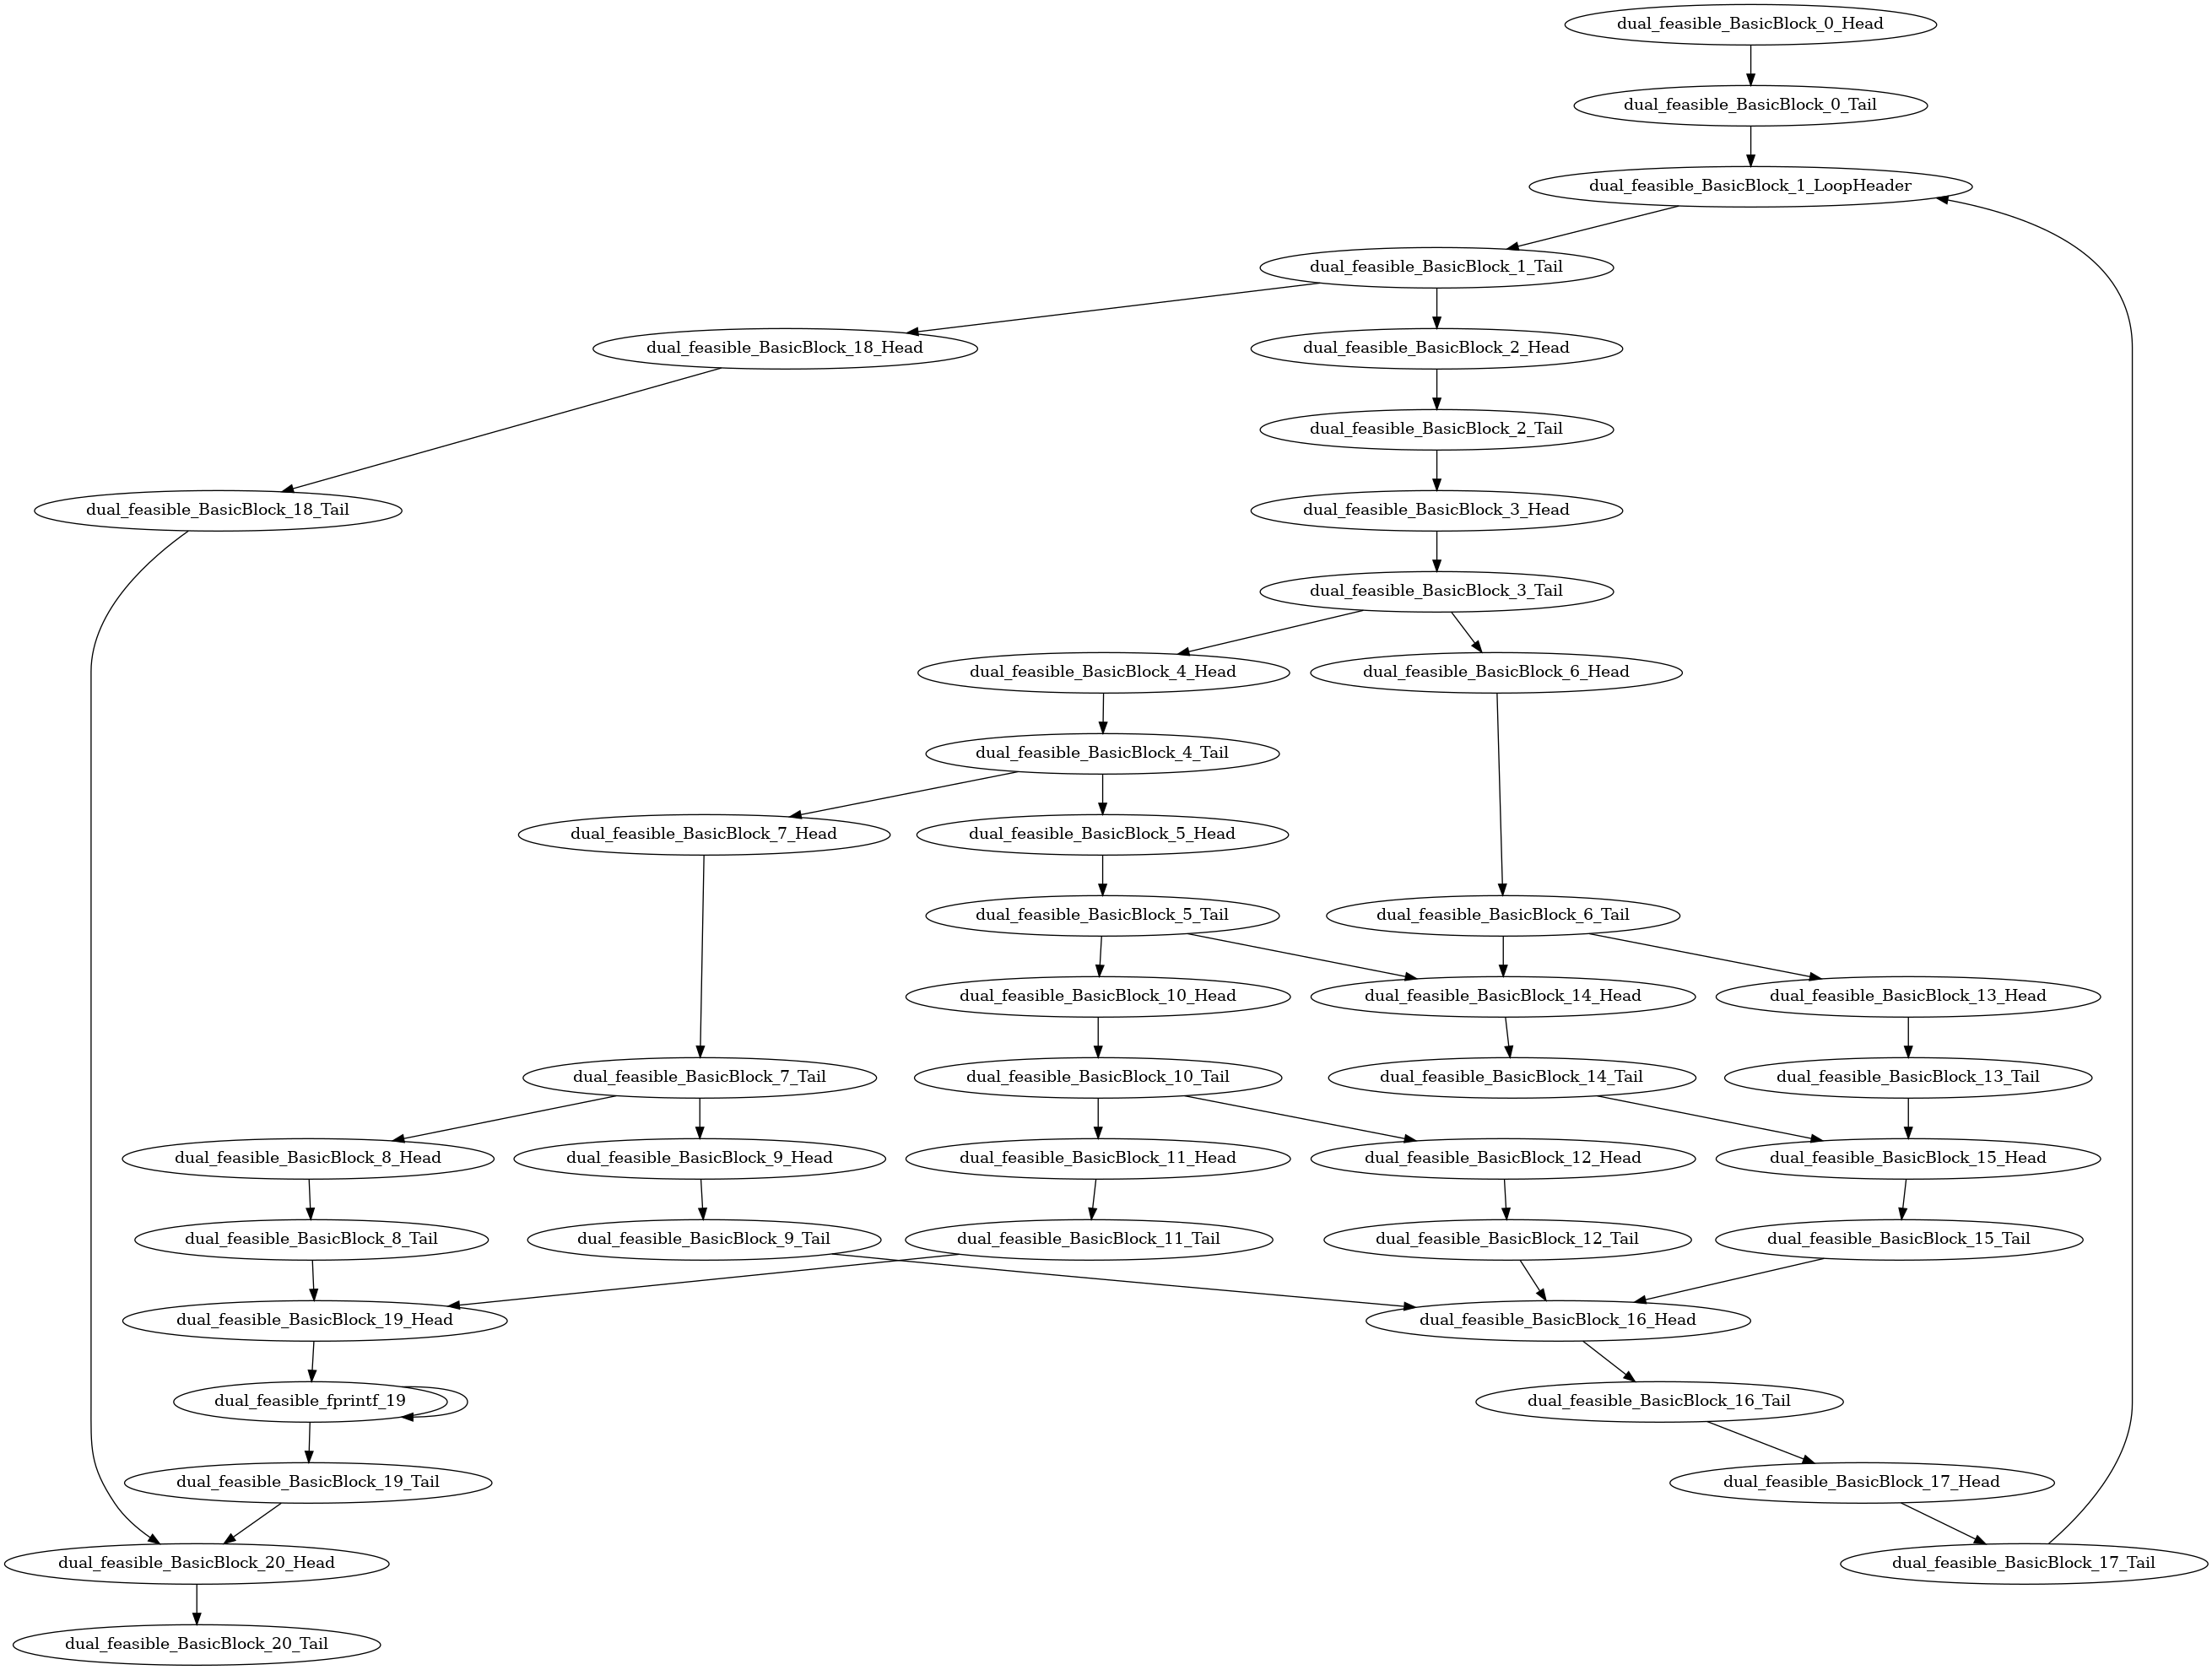 dual_feasible_BasicBlock_0_Head
dual_feasible_BasicBlock_0_Tail
dual_feasible_BasicBlock_1_LoopHeader
dual_feasible_BasicBlock_1_Tail
dual_feasible_BasicBlock_18_Head
dual_feasible_BasicBlock_2_Head
dual_feasible_BasicBlock_2_Tail
dual_feasible_BasicBlock_18_Tail
dual_feasible_BasicBlock_3_Head
dual_feasible_BasicBlock_3_Tail
dual_feasible_BasicBlock_4_Head
dual_feasible_BasicBlock_6_Head
dual_feasible_BasicBlock_4_Tail
dual_feasible_BasicBlock_7_Head
dual_feasible_BasicBlock_5_Head
dual_feasible_BasicBlock_5_Tail
dual_feasible_BasicBlock_6_Tail
dual_feasible_BasicBlock_10_Head
dual_feasible_BasicBlock_14_Head
dual_feasible_BasicBlock_13_Head
dual_feasible_BasicBlock_7_Tail
dual_feasible_BasicBlock_10_Tail
dual_feasible_BasicBlock_14_Tail
dual_feasible_BasicBlock_13_Tail
dual_feasible_BasicBlock_8_Head
dual_feasible_BasicBlock_9_Head
dual_feasible_BasicBlock_11_Head
dual_feasible_BasicBlock_12_Head
dual_feasible_BasicBlock_15_Head
dual_feasible_BasicBlock_8_Tail
dual_feasible_BasicBlock_9_Tail
dual_feasible_BasicBlock_11_Tail
dual_feasible_BasicBlock_12_Tail
dual_feasible_BasicBlock_15_Tail
dual_feasible_BasicBlock_19_Head
dual_feasible_BasicBlock_16_Head
dual_feasible_fprintf_19
dual_feasible_BasicBlock_16_Tail
dual_feasible_BasicBlock_19_Tail
dual_feasible_BasicBlock_17_Head
dual_feasible_BasicBlock_20_Head
dual_feasible_BasicBlock_17_Tail
dual_feasible_BasicBlock_20_Tail